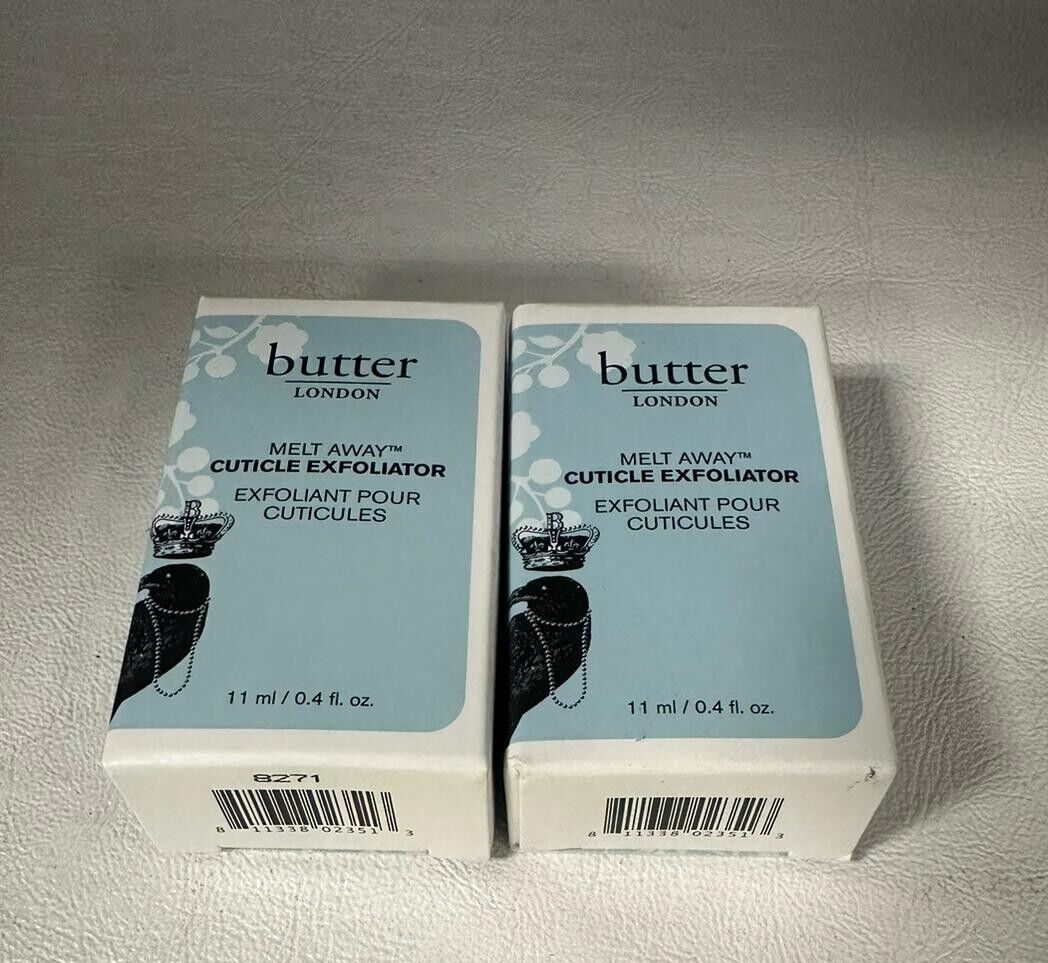 butter
LONDON
MELT AWAY™
CUTICLE EXFOLIATOR
EXFOLIANT POUR
CUTICULES
11 ml / 0.4 fl. oz.
8271
8 11338 02351 3
butter
LONDON
MELT AWAY™
CUTICLE EXFOLIATOR
EXFOLIANT POUR
CUTICULES
11 ml / 0.4 fl. oz.
8 11338 02351 3